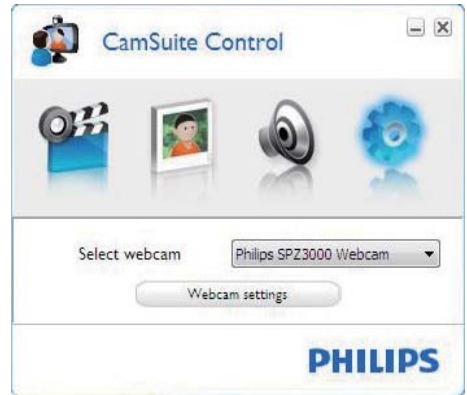 CamSuite Control
Select webcam
Philips SPZ3000 Webcam
Webcam settings
PHILIPS